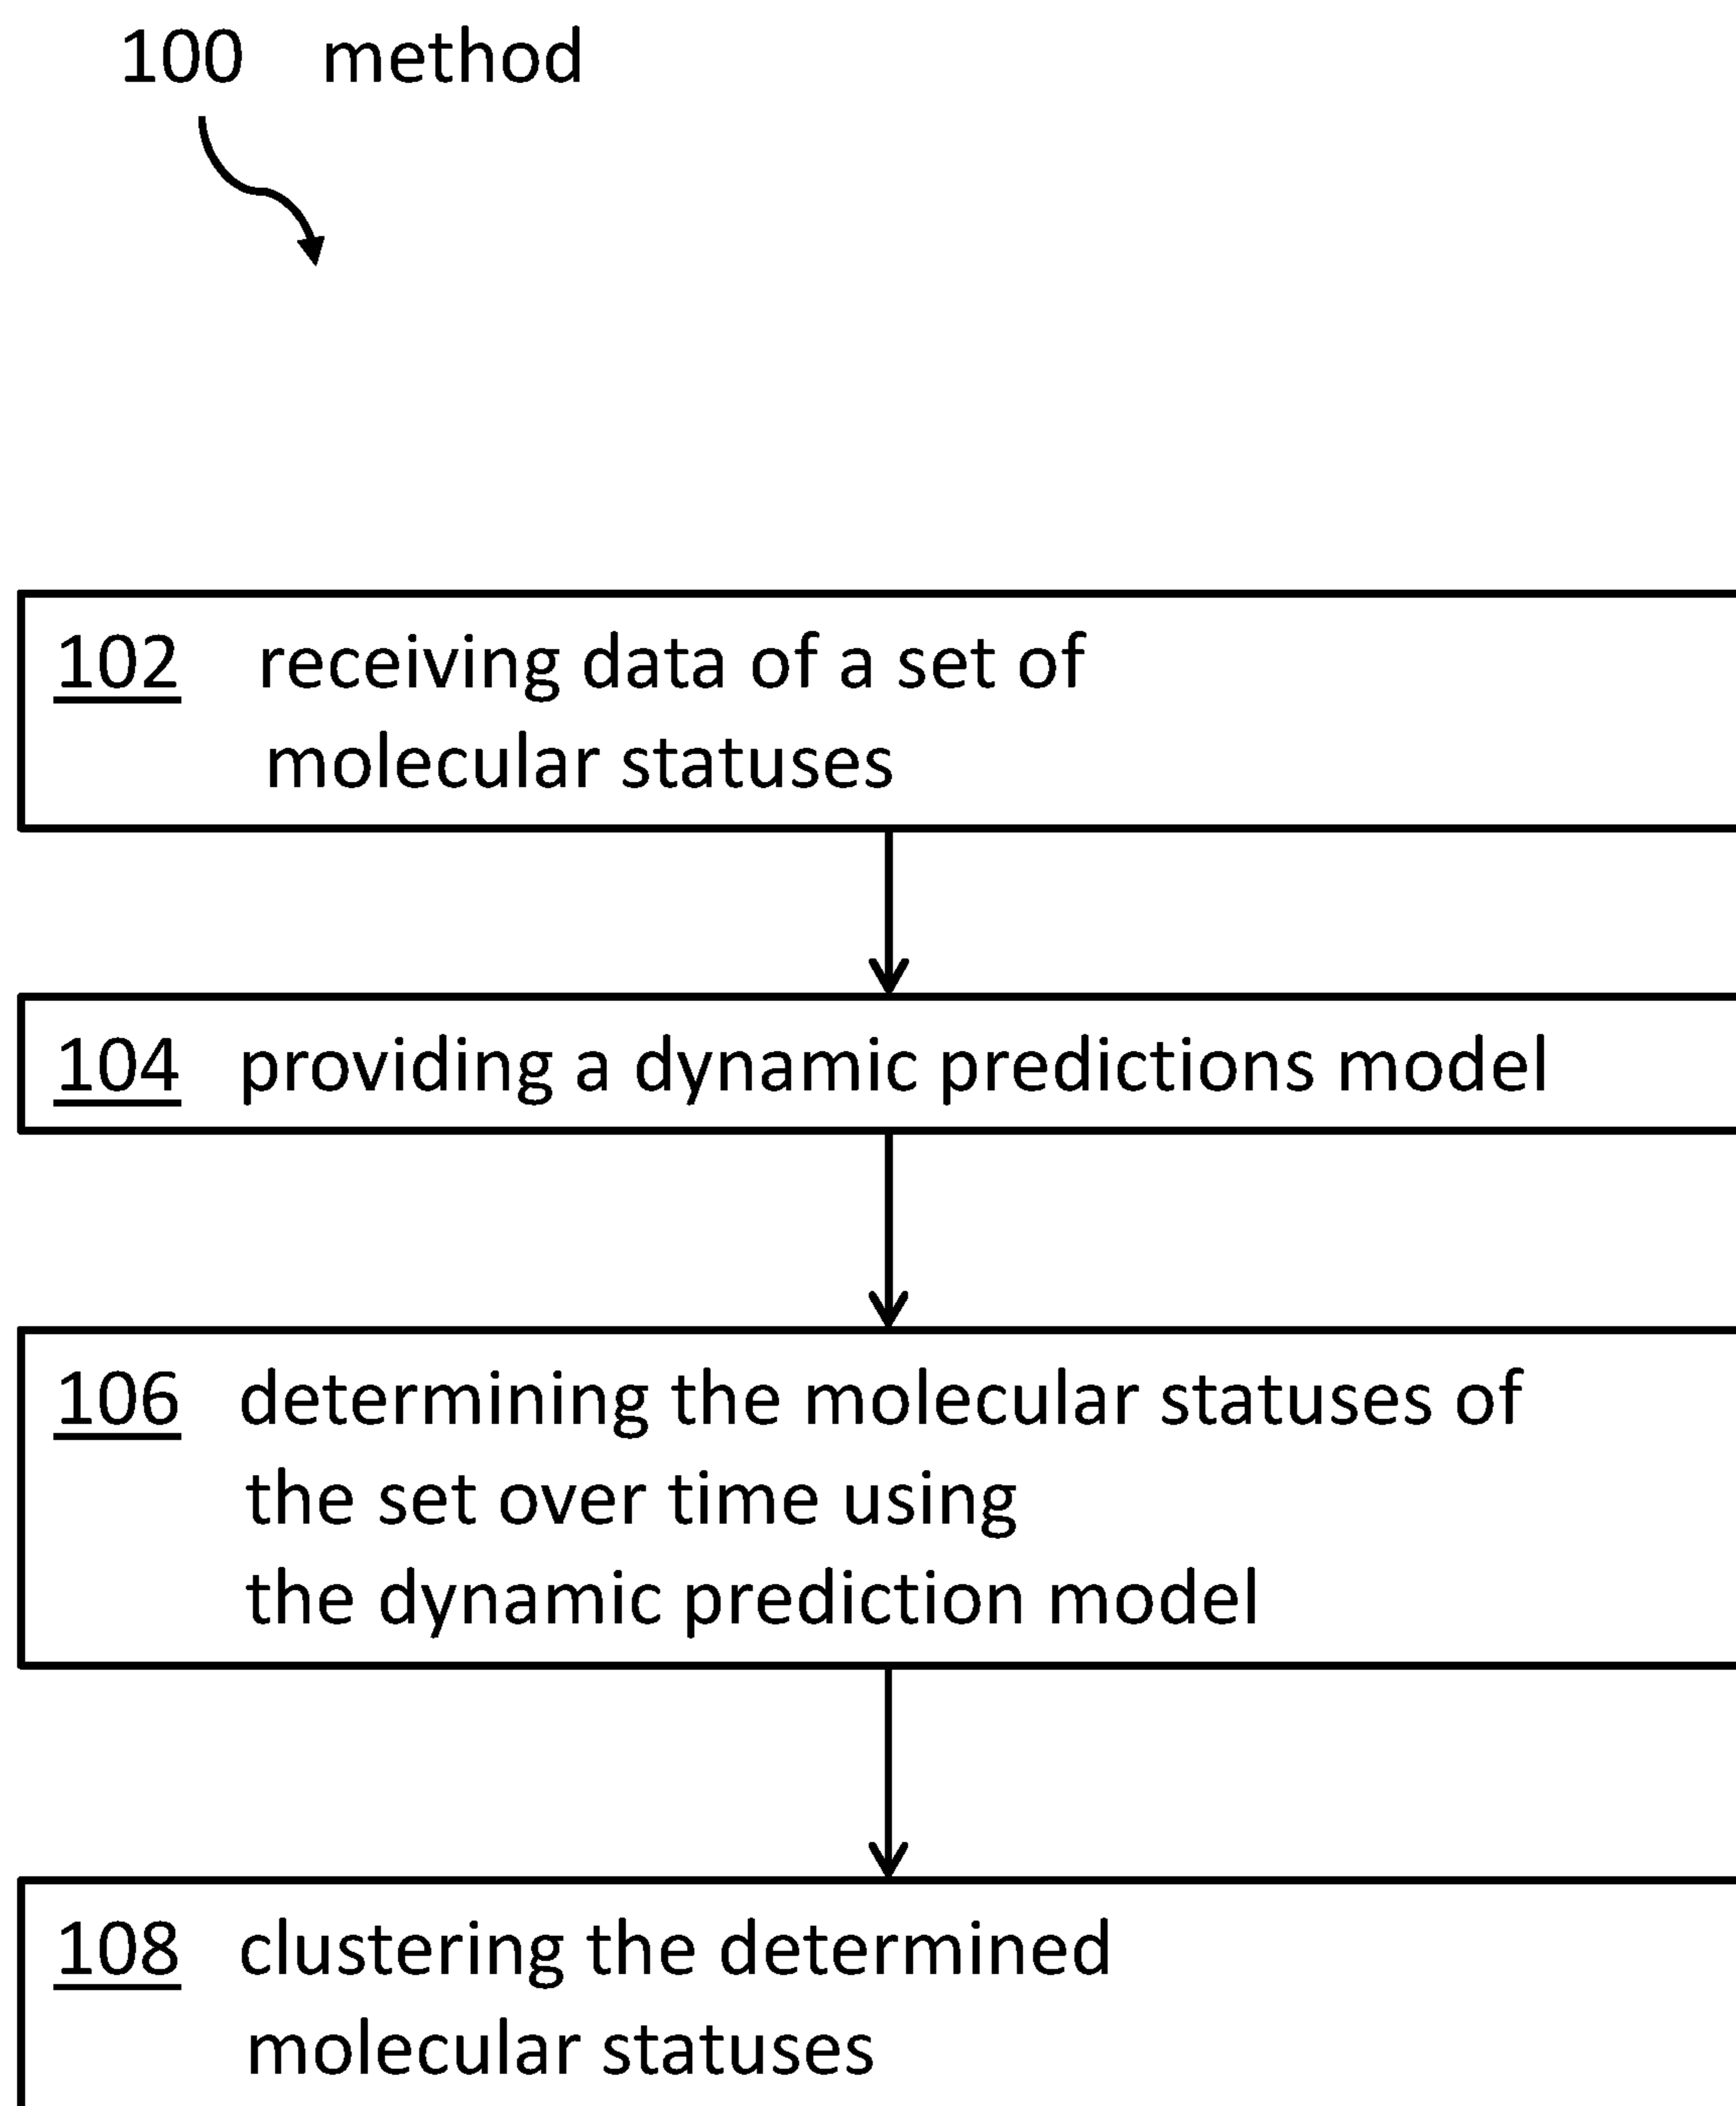 100 method
102 receiving data of a set of
molecular statuses
104 providing a dynamic predictions model
106 determining the molecular statuses of
the set over time using
the dynamic prediction model
108 clustering the determined
molecular statuses